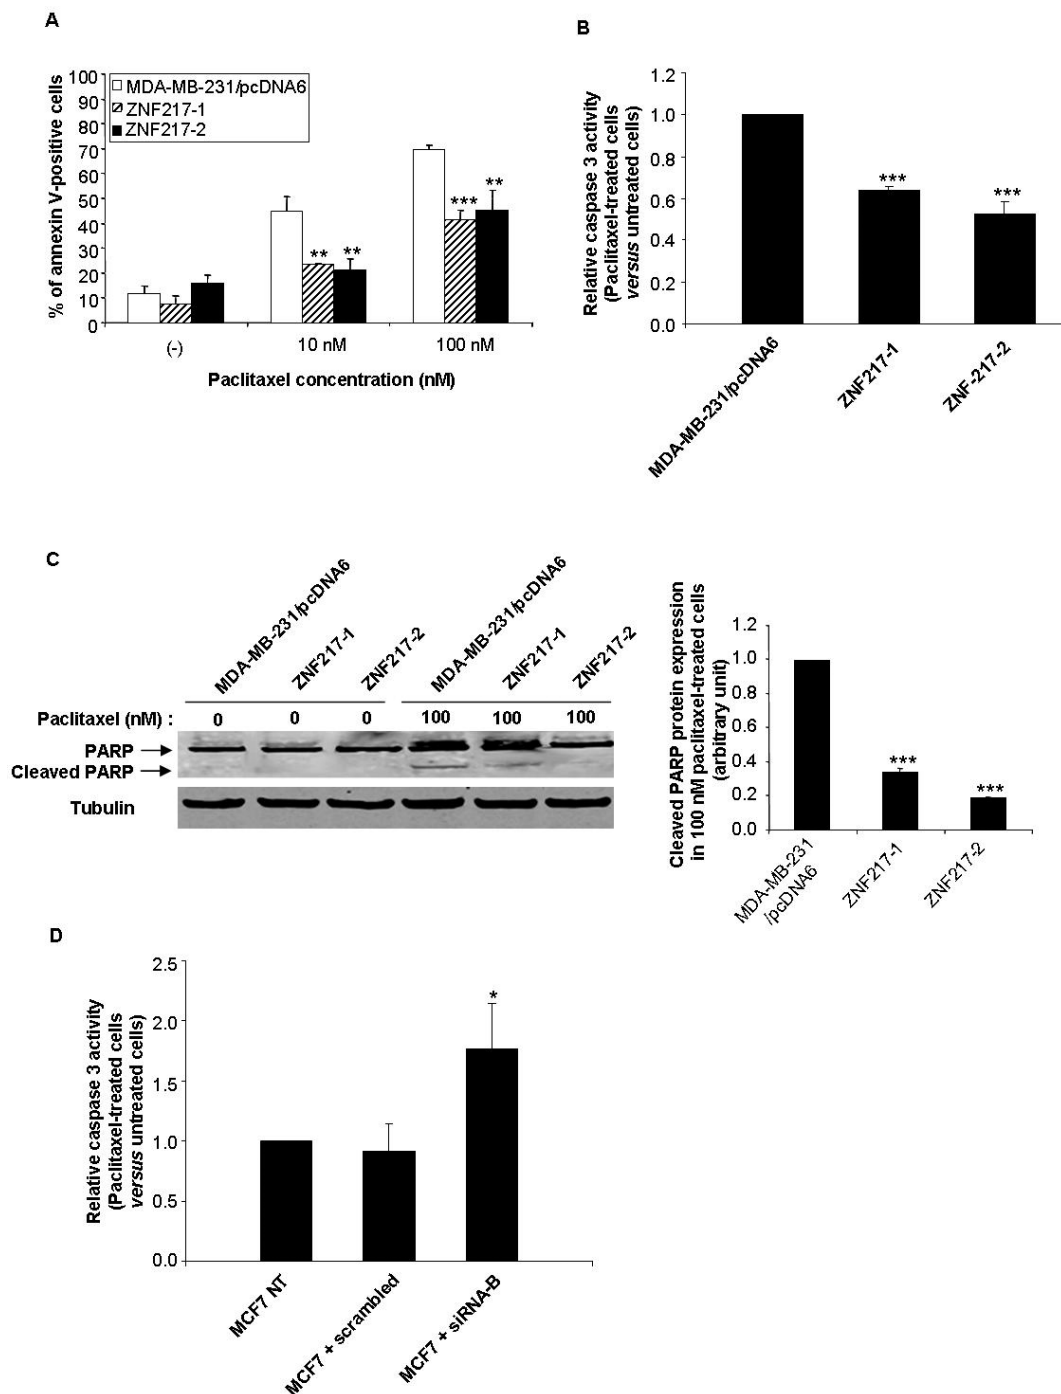 A
% of annexin V-positive cells
100
90
80
70
60
50
40
30
20
10
0
MDA-MB-231/pcDNA6
ZNF217-1
ZNF217-2
**
**
***
**
(-)
10 nM
100 nM
Paclitaxel concentration (nM)
B
Relative caspase 3 activity
(Paclitaxel-treated cells
versus untreated cells)
1.2
1.0
0.8
0.6
0.4
0.2
0.0
***
***
MDA-MB-231/pcDNA6
ZNF217-1
ZNF-217-2
C
MDA-MB-231/pcDNA6
ZNF217-1
ZNF217-2
MDA-MB-231/pcDNA6
ZNF217-1
ZNF217-2
Paclitaxel (nM) : 0 0 0 100 100 100
PARP
Cleaved PARP
Tubulin
Cleaved PARP protein expression
in 100 nM paclitaxel-treated cells
(arbitrary unit)
1.2
1.0
0.8
0.6
0.4
0.2
0.0
***
***
MDA-MB-231
/pcDNA6
ZNF217-1
ZNF217-2
D
Relative caspase 3 activity
(Paclitaxel-treated cells
versus untreated cells)
2.5
2.0
1.5
1.0
0.5
0.0
*
MCF7 NT
MCF7 + scrambled
MCF7 + siRNA-B